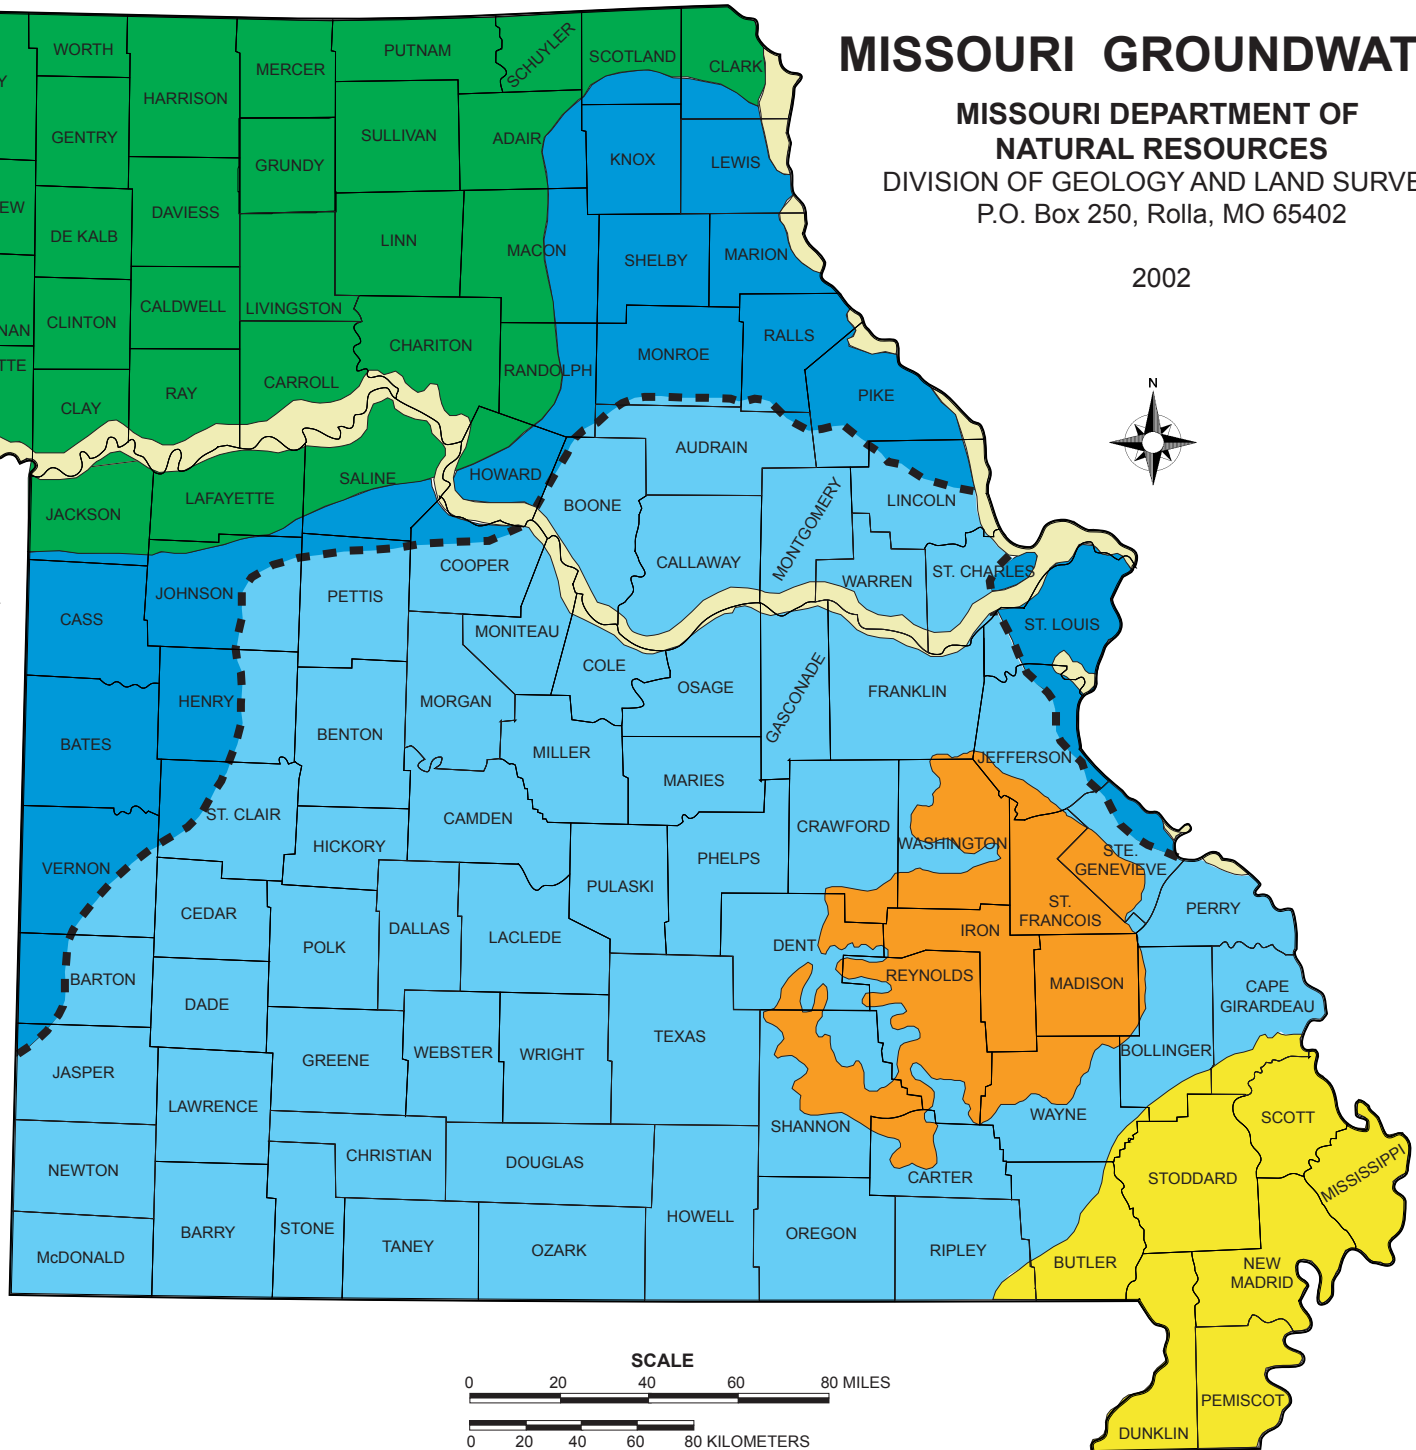 MISSOURI GROUNDWAT
MISSOURI DEPARTMENT OF
NATURAL RESOURCES
DIVISION OF GEOLOGY AND LAND SURVE
P.O. Box 250, Rolla, MO 65402
2002
N
WORTH
PUTNAM
SCHUYLER
SCOTLAND
CLARK
MERCER
Y
HARRISON
GENTRY
SULLIVAN
ADAIR
GRUNDY
KNOX
LEWIS
EW
DAVIESS
DE KALB
LINN
MACON
SHELBY
MARION
CALDWELL
LIVINGSTON
NAN
CLINTON
CHARITON
RALLS
MONROE
TTE
RANDOLPH
RAY
CARROLL
CLAY
PIKE
AUDRAIN
HOWARD
SALINE
LAFAYETTE
JACKSON
BOONE
MONTGOMERY
LINCOLN
COOPER
CALLAWAY
WARREN
ST. CHARLES
JOHNSON
PETTIS
CASS
MONITEAU
ST. LOUIS
COLE
HENRY
MORGAN
OSAGE
GASCONADE
FRANKLIN
BATES
BENTON
MILLER
JEFFERSON
MARIES
ST. CLAIR
CAMDEN
CRAWFORD
WASHINGTON
HICKORY
PHELPS
STE.
GENEVIEVE
VERNON
PULASKI
CEDAR
POLK
DALLAS
LACLEDE
DENT
IRON
ST.
FRANCOIS
PERRY
BARTON
REYNOLDS
MADISON
CAPE
GIRARDEAU
DADE
TEXAS
GREENE
WEBSTER
WRIGHT
BOLLINGER
JASPER
LAWRENCE
SHANNON
WAYNE
SCOTT
CHRISTIAN
DOUGLAS
NEWTON
CARTER
STODDARD
MISSISSIPPI
BARRY
STONE
TANEY
OZARK
HOWELL
OREGON
RIPLEY
BUTLER
McDONALD
NEW
MADRID
PEMISCOT
DUNKLIN
SCALE
0 20 40 60 80 MILES
0 20 40 60 80 KILOMETERS